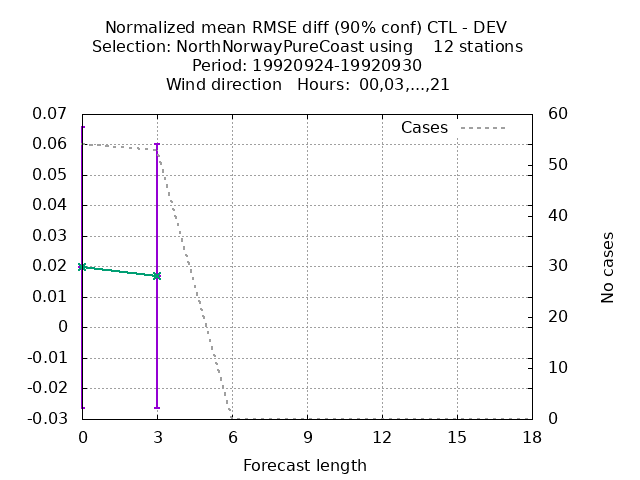 Normalized mean RMSE diff (90% conf) CTL - DEV
Selection: NorthNorwayPureCoast using    12 stations
Period: 19920924-19920930
Wind direction   Hours:  00,03,...,21
Cases
0.07
0.06
0.05
0.04
0.03
0.02
0.01
0
-0.01
-0.02
-0.03
60
50
40
30
20
10
0
No cases
0 3 6 9 12 15 18
Forecast length